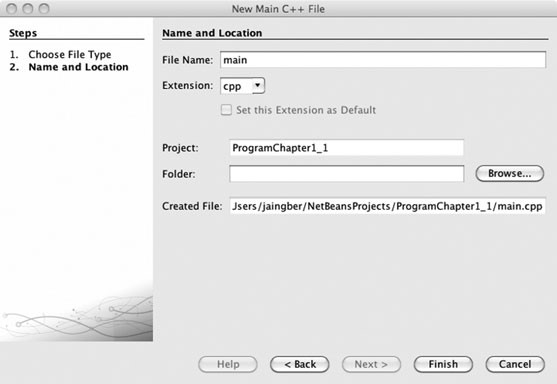 New Main C++ File
Steps
1. Choose File Type
2. Name and Location
Name and Location
File Name: main
Extension: cpp
Set this Extension as Default
Project: ProgramChapter1_1
Folder:
Browse...
Created File: Jsers/jaingber/NetBeansProjects/ProgramChapter1_1/main.cpp
Help
< Back
Next >
Finish
Cancel